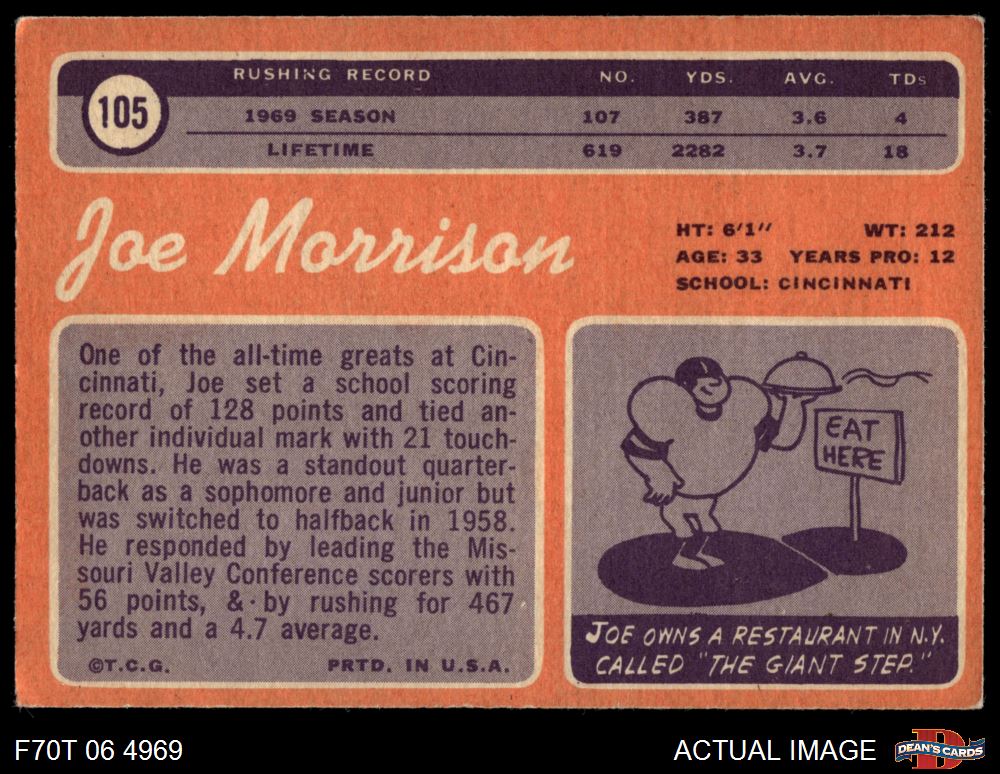 105
RUSHING RECORD NO. YDS. AVG. TDs
1969 SEASON 107 387 3.6 4
LIFETIME 619 2282 3.7 18
Joe Morrison
HT: 6'1" WT: 212
AGE: 33 YEARS PRO: 12
SCHOOL: CINCINNATI
One of the all-time greats at Cin-
cinnati, Joe set a school scoring
record of 128 points and tied an-
other individual mark with 21 touch-
downs. He was a standout quarter-
back as a sophomore and junior but
was switched to halfback in 1958.
He responded by leading the Mis-
souri Valley Conference scorers with
56 points, & by rushing for 467
yards and a 4.7 average.
©T.C.G. PRTD. IN U.S.A.
EAT
HERE
JOE OWNS A RESTAURANT IN N.Y.
CALLED "THE GIANT STEP."
F70T 06 4969
ACTUAL IMAGE
D
DEAN'S CARDS